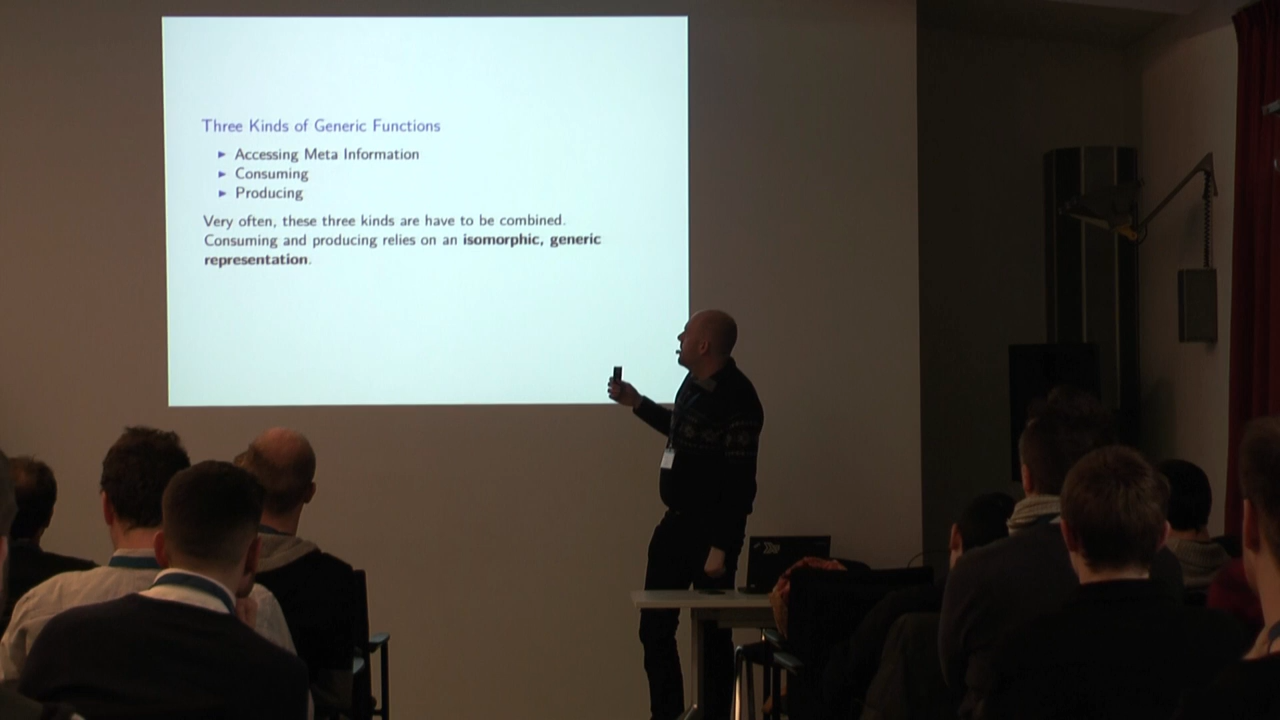 Three Kinds of Generic Functions
Accessing Meta Information
Consuming
Producing
Very often, these three kinds are have to be combined.
Consuming and producing relies on an isomorphic, generic
representation.